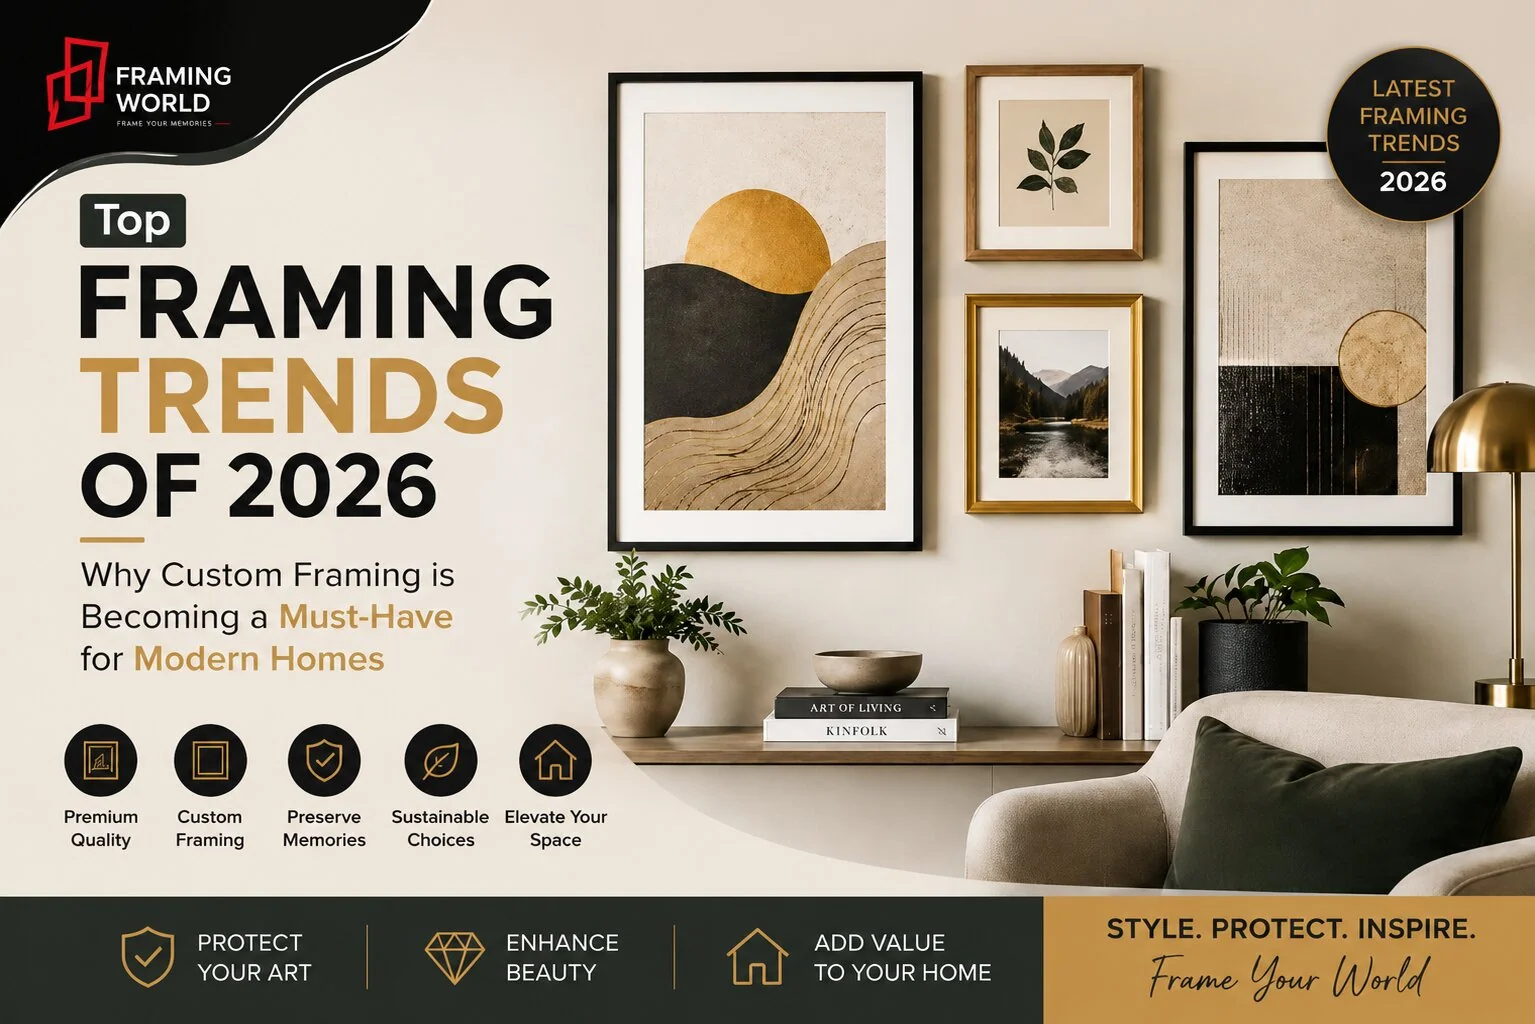 FRAMING
WORLD
FRAME YOUR MEMORIES
LATEST
FRAMING
TRENDS
2026
Top
FRAMING
TRENDS
OF 2026
Why Custom Framing is
Becoming a Must-Have
for Modern Homes
ART OF LIVING
KINFOLK
Premium
Quality
Custom
Framing
Preserve
Memories
Sustainable
Choices
Elevate Your
Space
PROTECT
YOUR ART
ENHANCE
BEAUTY
ADD VALUE
TO YOUR HOME
STYLE. PROTECT. INSPIRE.
Frame Your World